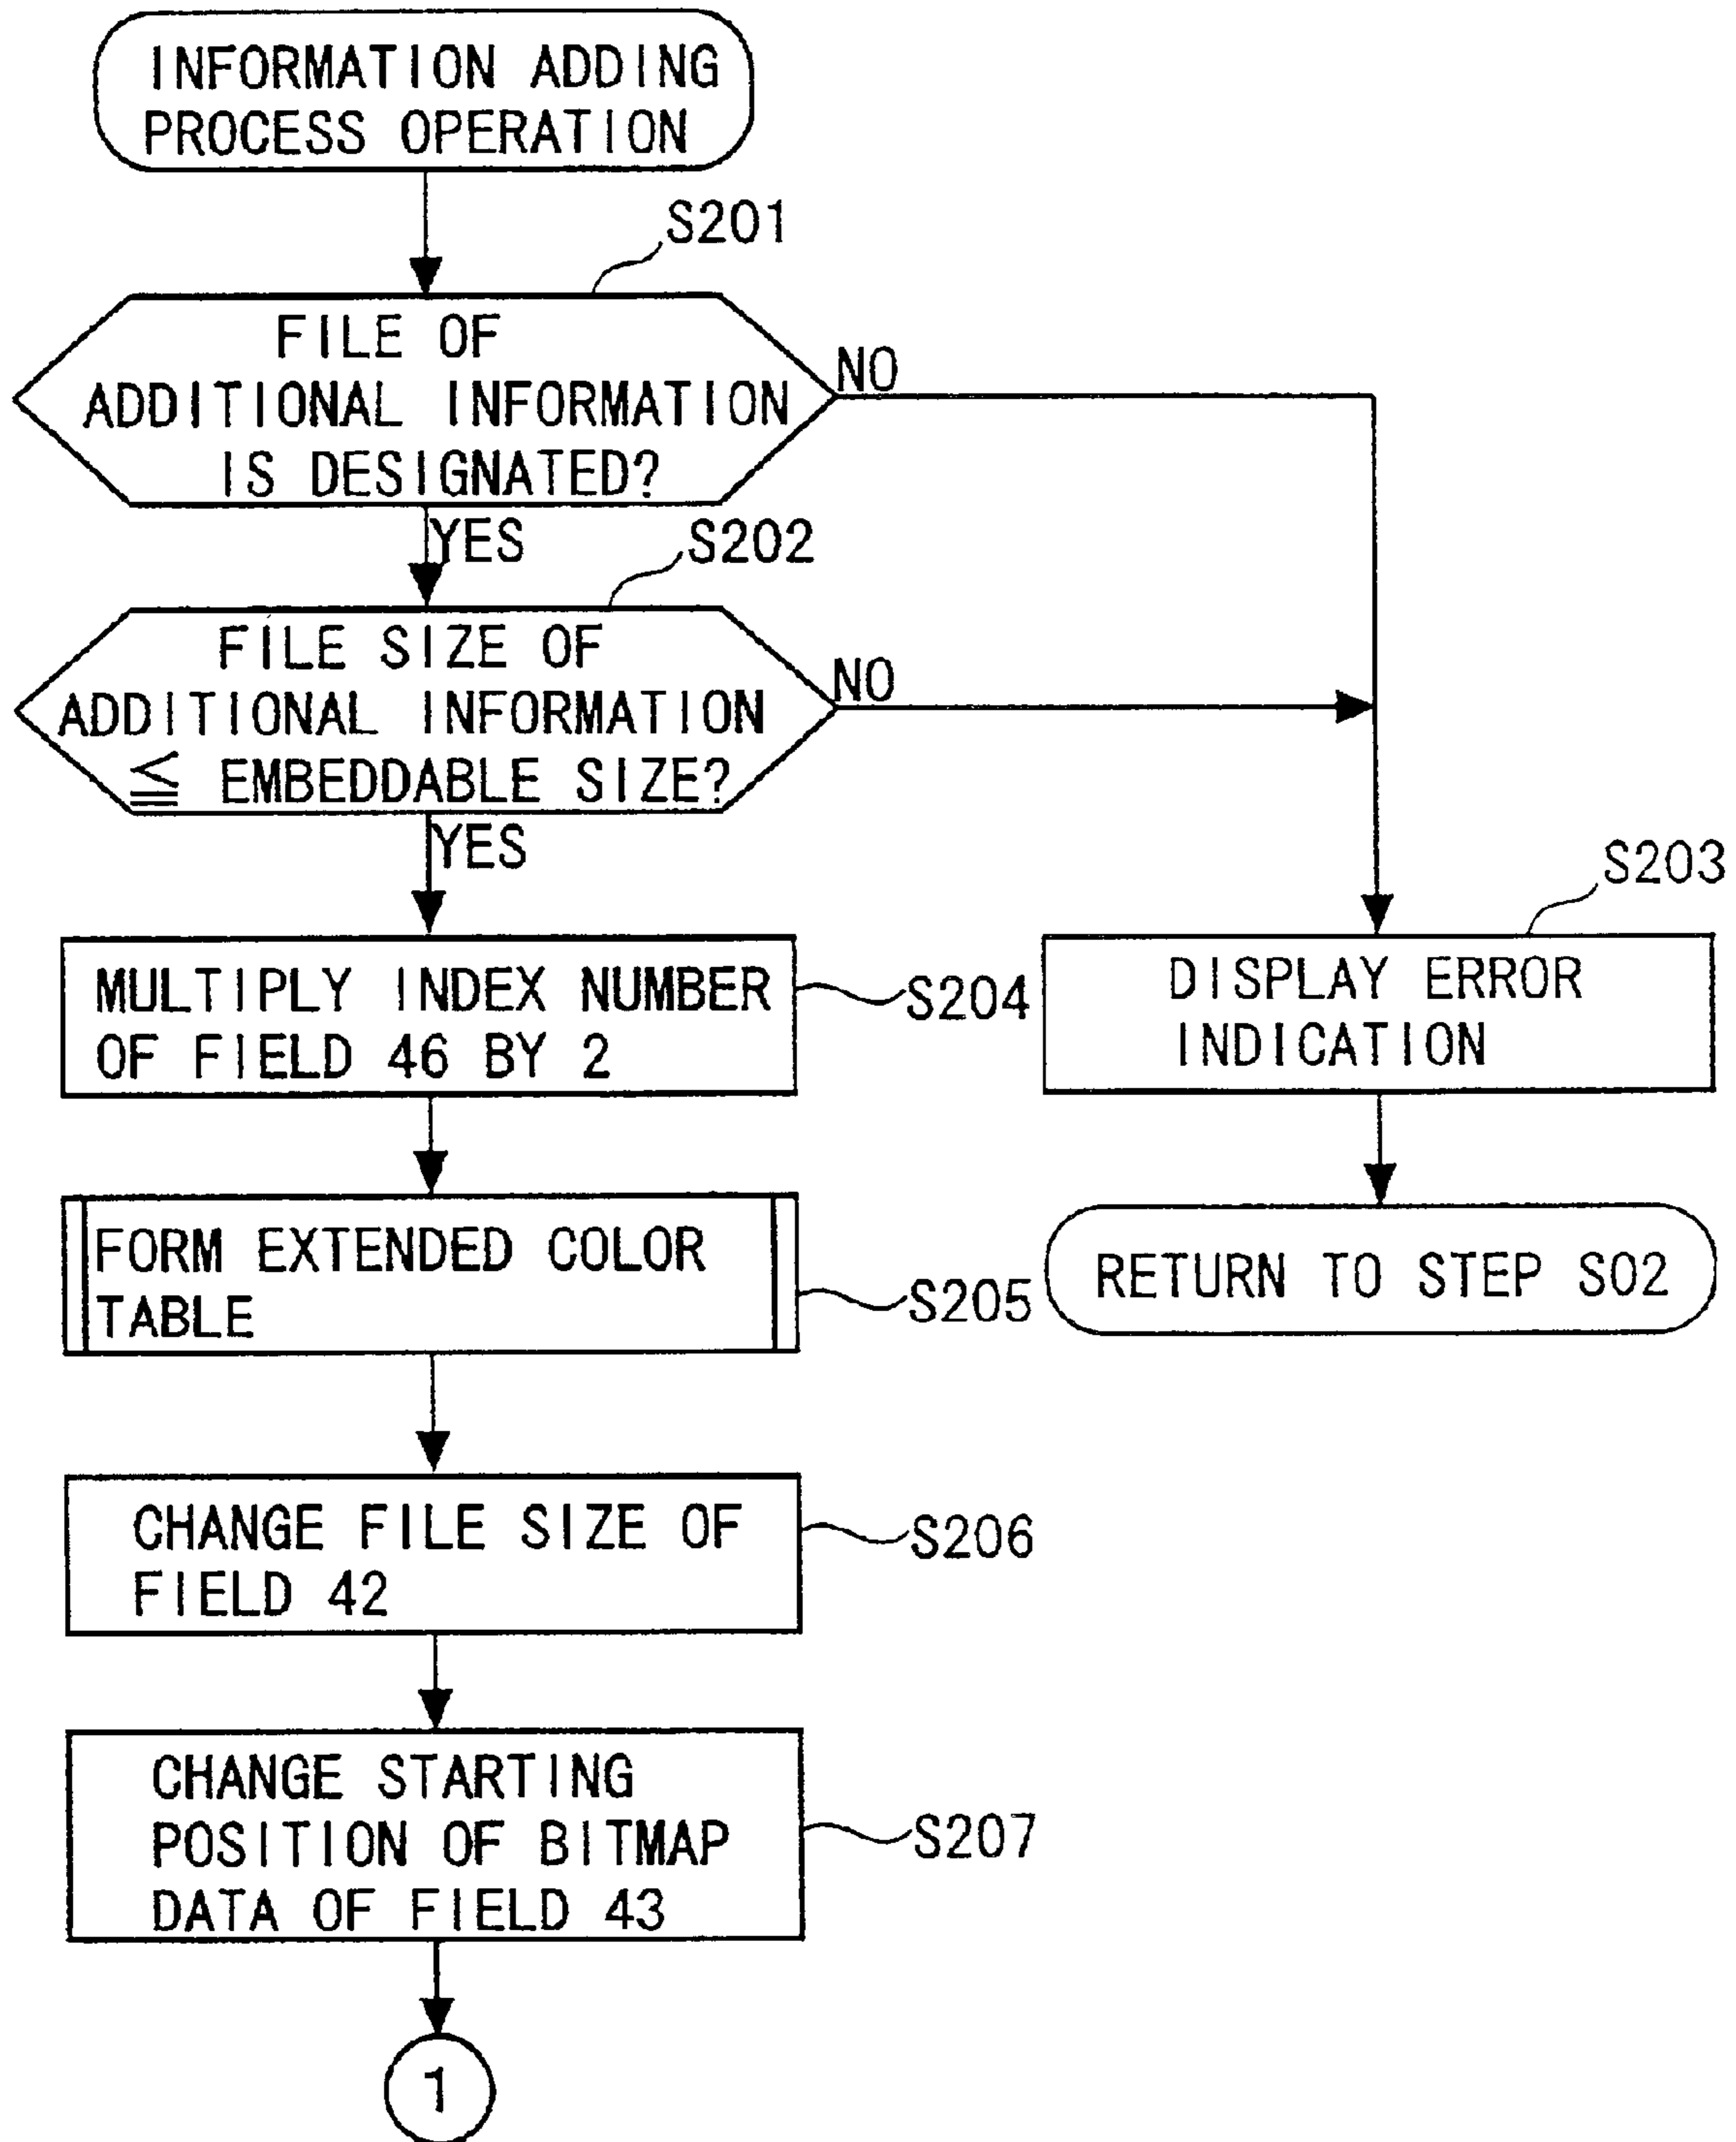 INFORMATION ADDING
PROCESS OPERATION
S201
FILE OF
ADDITIONAL INFORMATION
IS DESIGNATED?
NO
YES
S202
FILE SIZE OF
ADDITIONAL INFORMATION
≦ EMBEDDABLE SIZE?
NO
YES
S203
DISPLAY ERROR
INDICATION
RETURN TO STEP S02
MULTIPLY INDEX NUMBER
OF FIELD 46 BY 2
S204
FORM EXTENDED COLOR
TABLE
S205
CHANGE FILE SIZE OF
FIELD 42
S206
CHANGE STARTING
POSITION OF BITMAP
DATA OF FIELD 43
S207
1